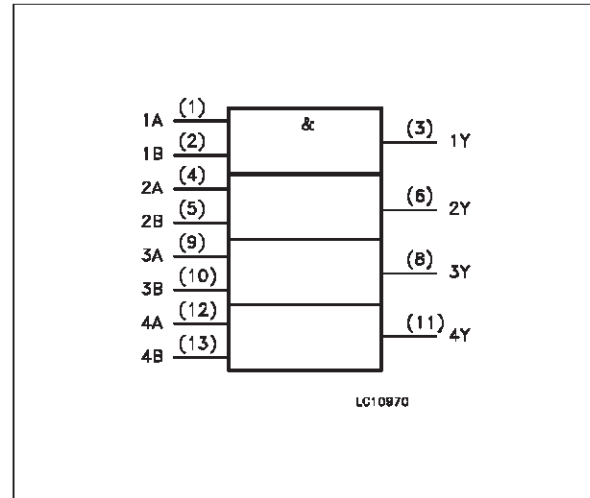 &
1A (1)
1B (2)
(3) 1Y
2A (4)
2B (5)
(6) 2Y
3A (9)
3B (10)
(8) 3Y
4A (12)
4B (13)
(11) 4Y
LC10970